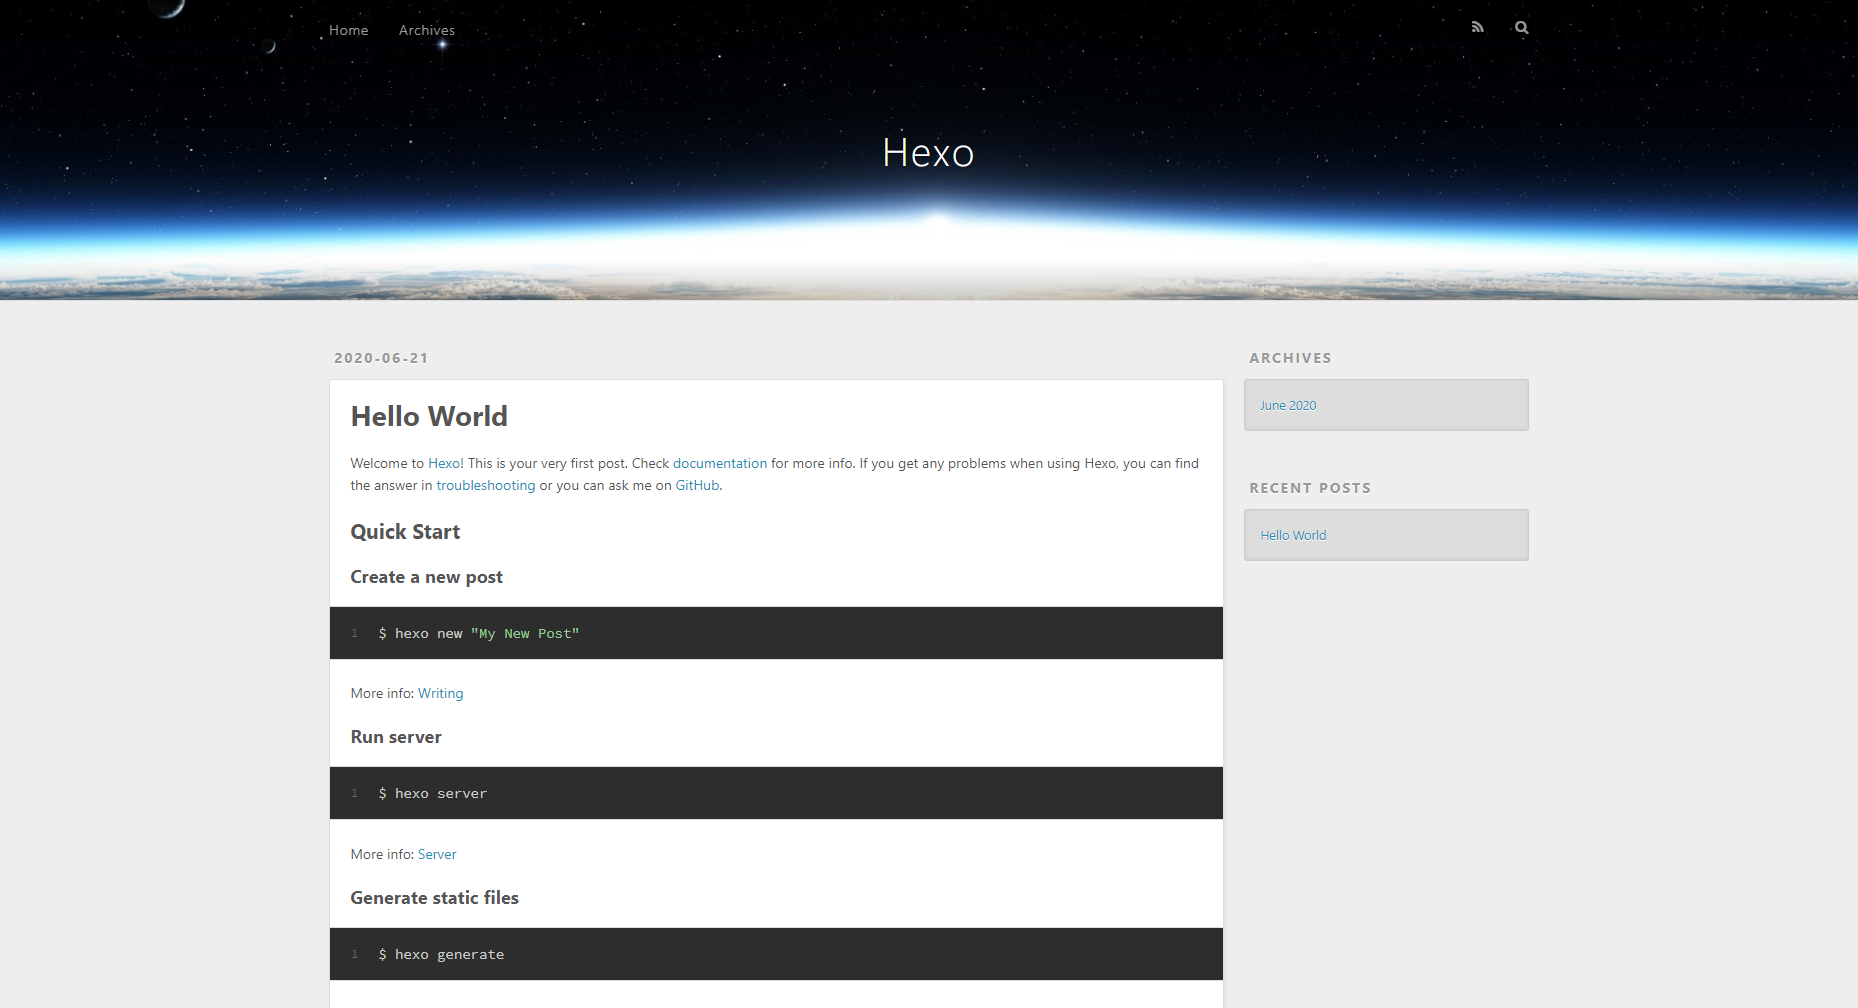 Home Archives
Hexo
2020-06-21
Hello World
Welcome to Hexo! This is your very first post. Check documentation for more info. If you get any problems when using Hexo, you can find
the answer in troubleshooting or you can ask me on GitHub.
Quick Start
Create a new post
1 $ hexo new "My New Post"
More info: Writing
Run server
1 $ hexo server
More info: Server
Generate static files
1 $ hexo generate
ARCHIVES
June 2020
RECENT POSTS
Hello World